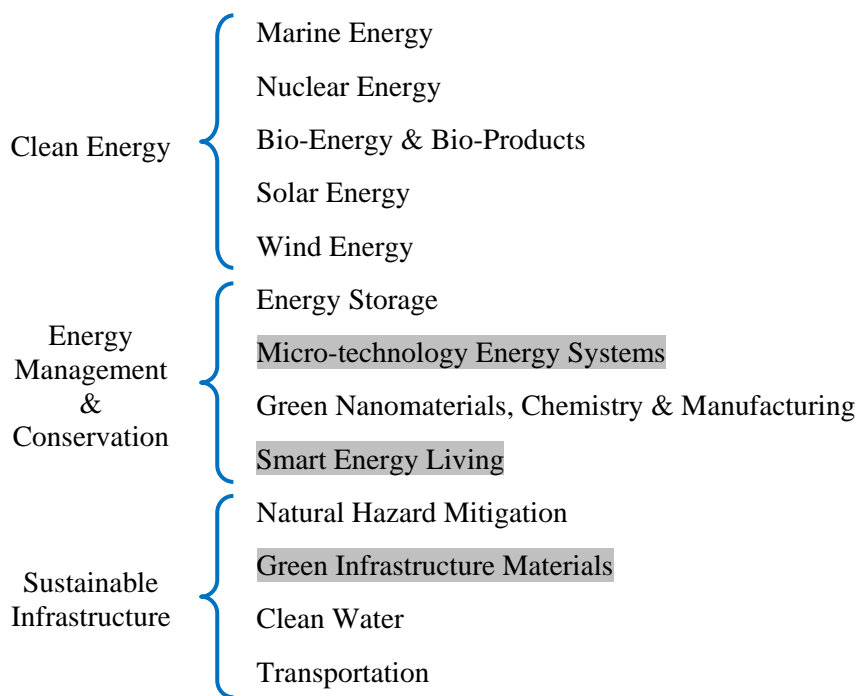 Clean Energy
Marine Energy
Nuclear Energy
Bio-Energy & Bio-Products
Solar Energy
Wind Energy
Energy
Management
&
Conservation
Energy Storage
Micro-technology Energy Systems
Green Nanomaterials, Chemistry & Manufacturing
Smart Energy Living
Sustainable
Infrastructure
Natural Hazard Mitigation
Green Infrastructure Materials
Clean Water
Transportation